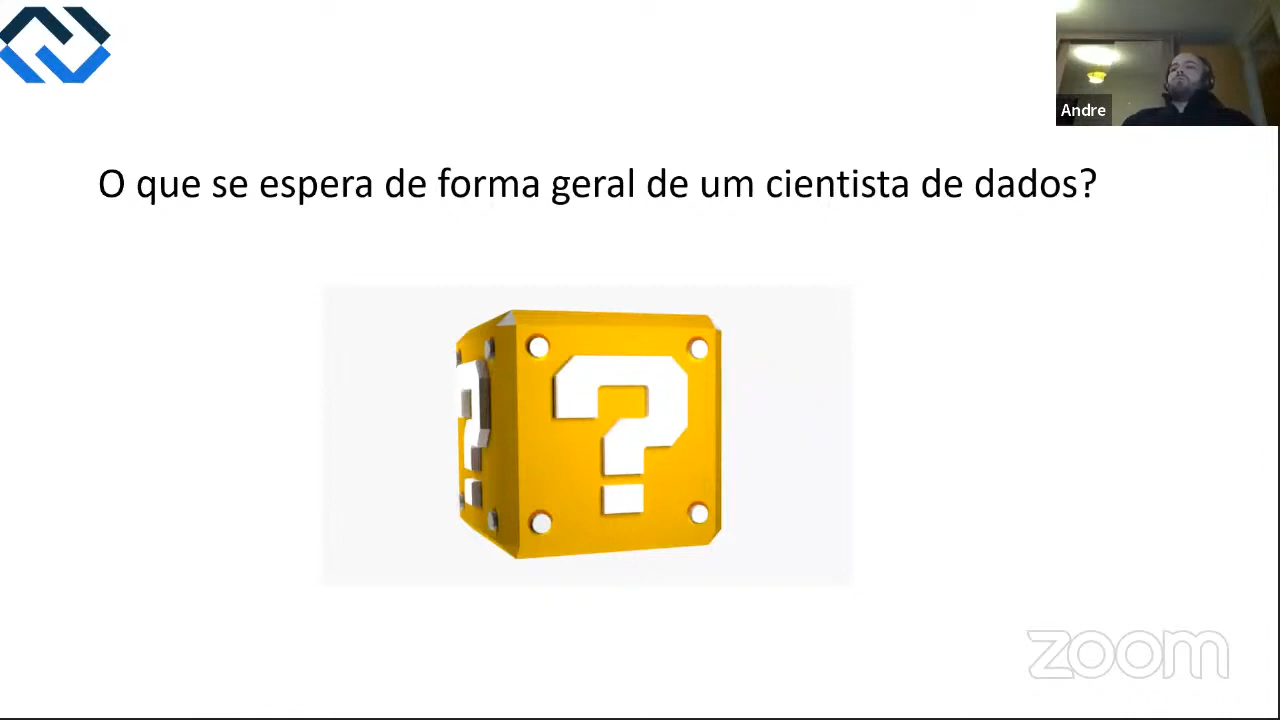 Andre
O que se espera de forma geral de um cientista de dados?
?
?
zoom